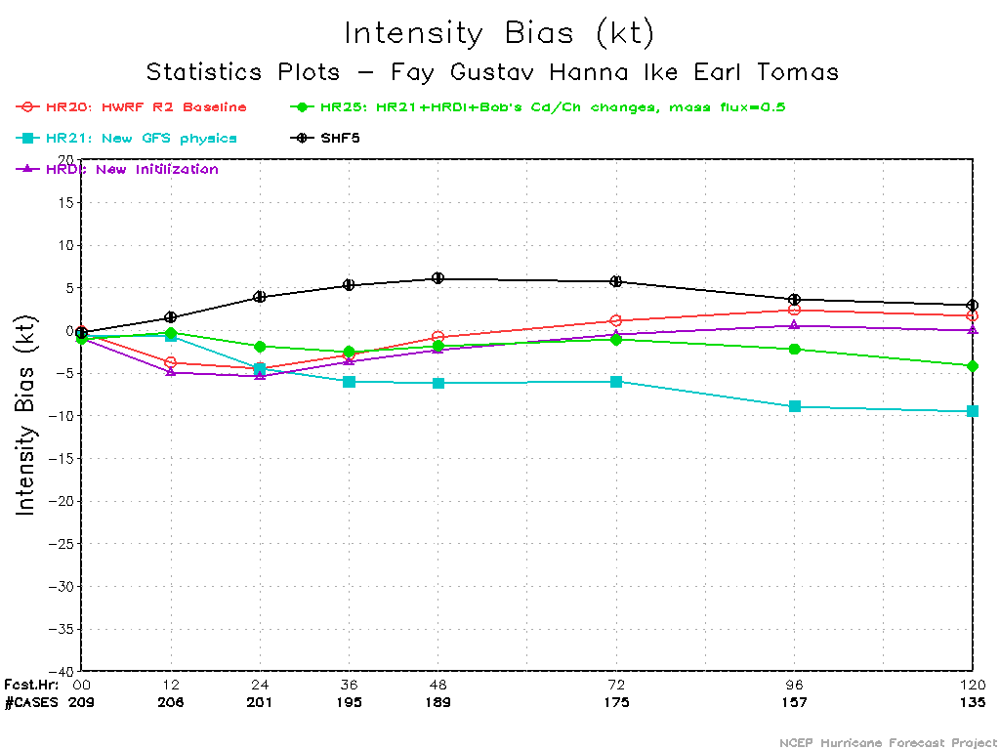 Intensity Bias (kt)
Statistics Plots – Fay Gustav Hanna Ike Earl Tomas
HR20: HWRF R2 Baseline
HR25: HR21+HRDI+Bob's Cd/Ch changes, mass flux=0.5
HR21: New GFS physics
SHF5
HRDI: New Initilization
20
15
10
5
0
−5
−10
−15
−20
−25
−30
−35
−40
Intensity Bias (kt)
Fcst.Hr: 00 12 24 36 48 72 96 120
#CASES 209 206 201 195 189 175 157 135
NCEP Hurricane Forecast Project